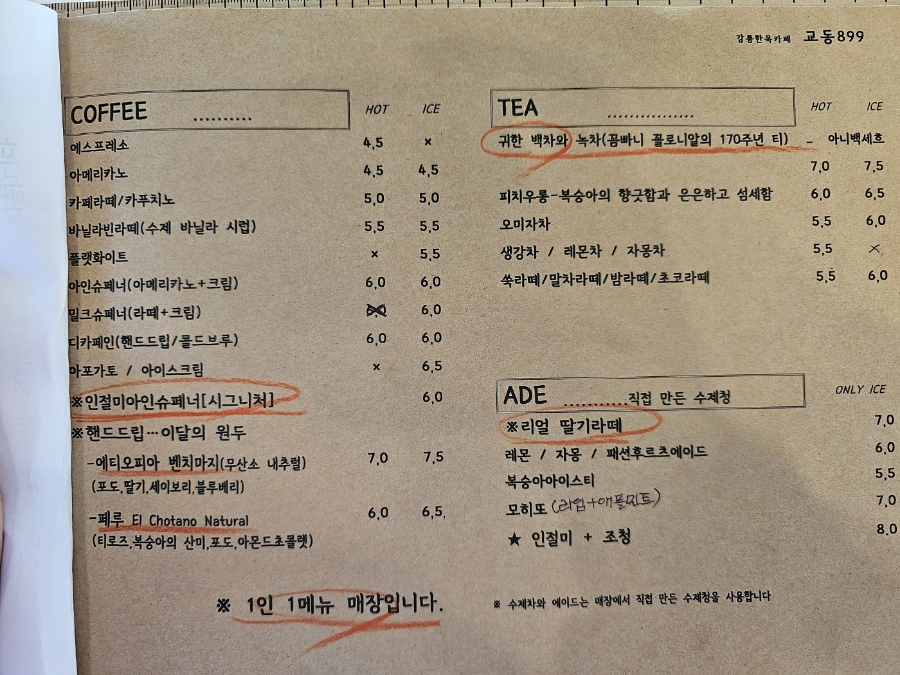 강릉한옥카페 교동899
COFFEE .......... HOT ICE
에스프레소 4,5 ×
아메리카노 4,5 4,5
카페라떼/카푸치노 5,0 5,0
바닐라빈라떼(수제 바닐라 시럽) 5,5 5,5
플랫화이트 × 5,5
아인슈페너(아메리카노+크림) 6,0 6,0
밀크슈페너(라떼+크림) 6,0
디카페인(핸드드립/콜드브루) 6,0 6,0
아포가토 / 아이스크림 × 6,5
※인절미아인슈페너[시그니처] 6,0
※핸드드립…이달의 원두
-에티오피아 벤치마지(무산소 내추럴) 7,0 7,5
(포도,딸기,세이보리,블루베리)
-페루 El Chotano Natural 6,0 6,5,
(티로즈,복숭아의 산미,포도,아몬드초콜렛)
※ 1인 1메뉴 매장입니다.
TEA ................ HOT ICE
귀한 백차와 녹차(꼼빠니 꼴로니알의 170주년 티) - 아니백세흐
7,0 7,5
피치우롱-복숭아의 향긋함과 은은하고 섬세함 6,0 6,5
오미자차 5,5 6,0
생강차 / 레몬차 / 자몽차 5,5 ×
쑥라떼/말차라떼/밤라떼/초코라떼 5,5 6,0
ADE ...........직접 만든 수제청 ONLY ICE
※리얼 딸기라떼 7,0
레몬 / 자몽 / 패션후르츠에이드 6,0
복숭아아이스티 5,5
모히또 (라임+애플민트) 7,0
★ 인절미 + 조청 8,0
※ 수제차와 에이드는 매장에서 직접 만든 수제청을 사용합니다